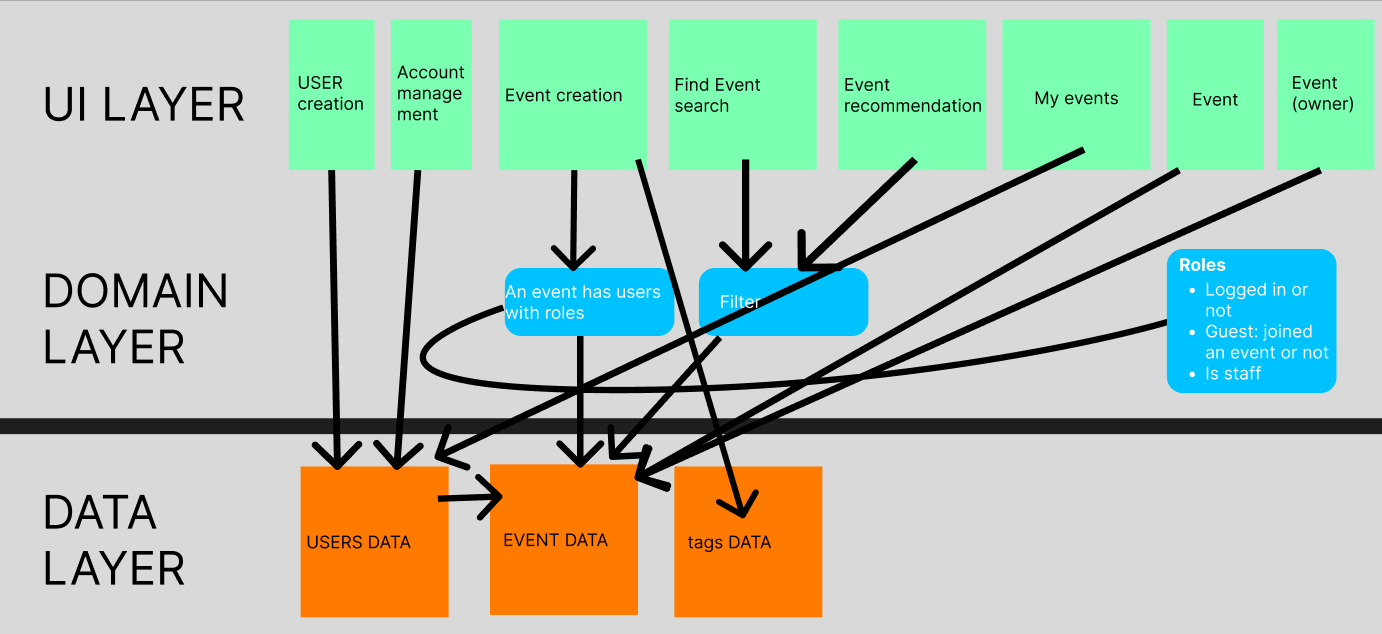 UI LAYER
USER
creation
Account
manage
ment
Event creation
Find Event
search
Event
recommendation
My events
Event
Event
(owner)
DOMAIN
LAYER
An event has users
with roles
Filter
Roles
• Logged in or
not
• Guest: joined
an event or not
• Is staff
DATA
LAYER
USERS DATA
EVENT DATA
tags DATA